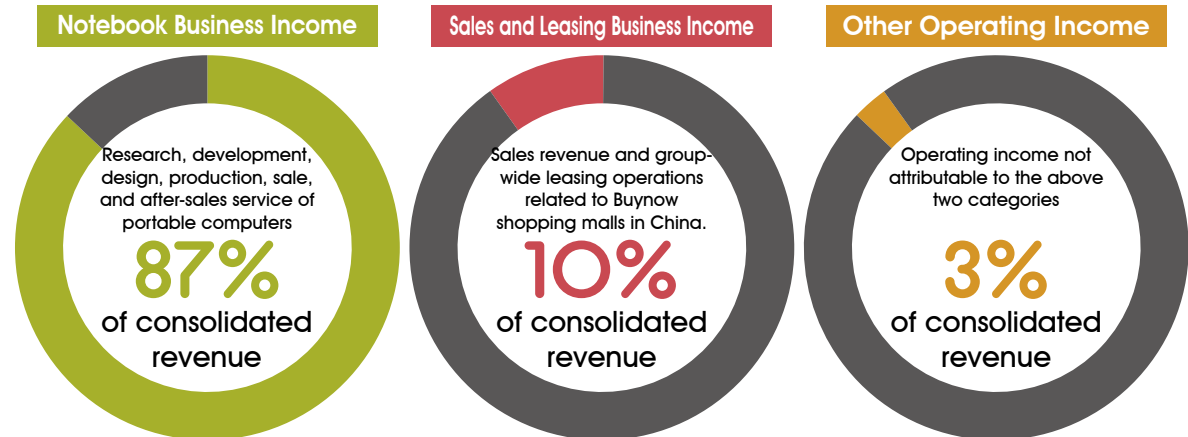 Notebook Business Income
Research, development,
design, production, sale,
and after-sales service of
portable computers
87%
of consolidated
revenue
Sales and Leasing Business Income
Sales revenue and group-
wide leasing operations
related to Buynow
shopping malls in China.
10%
of consolidated
revenue
Other Operating Income
Operating income not
attributable to the above
two categories
3%
of consolidated
revenue